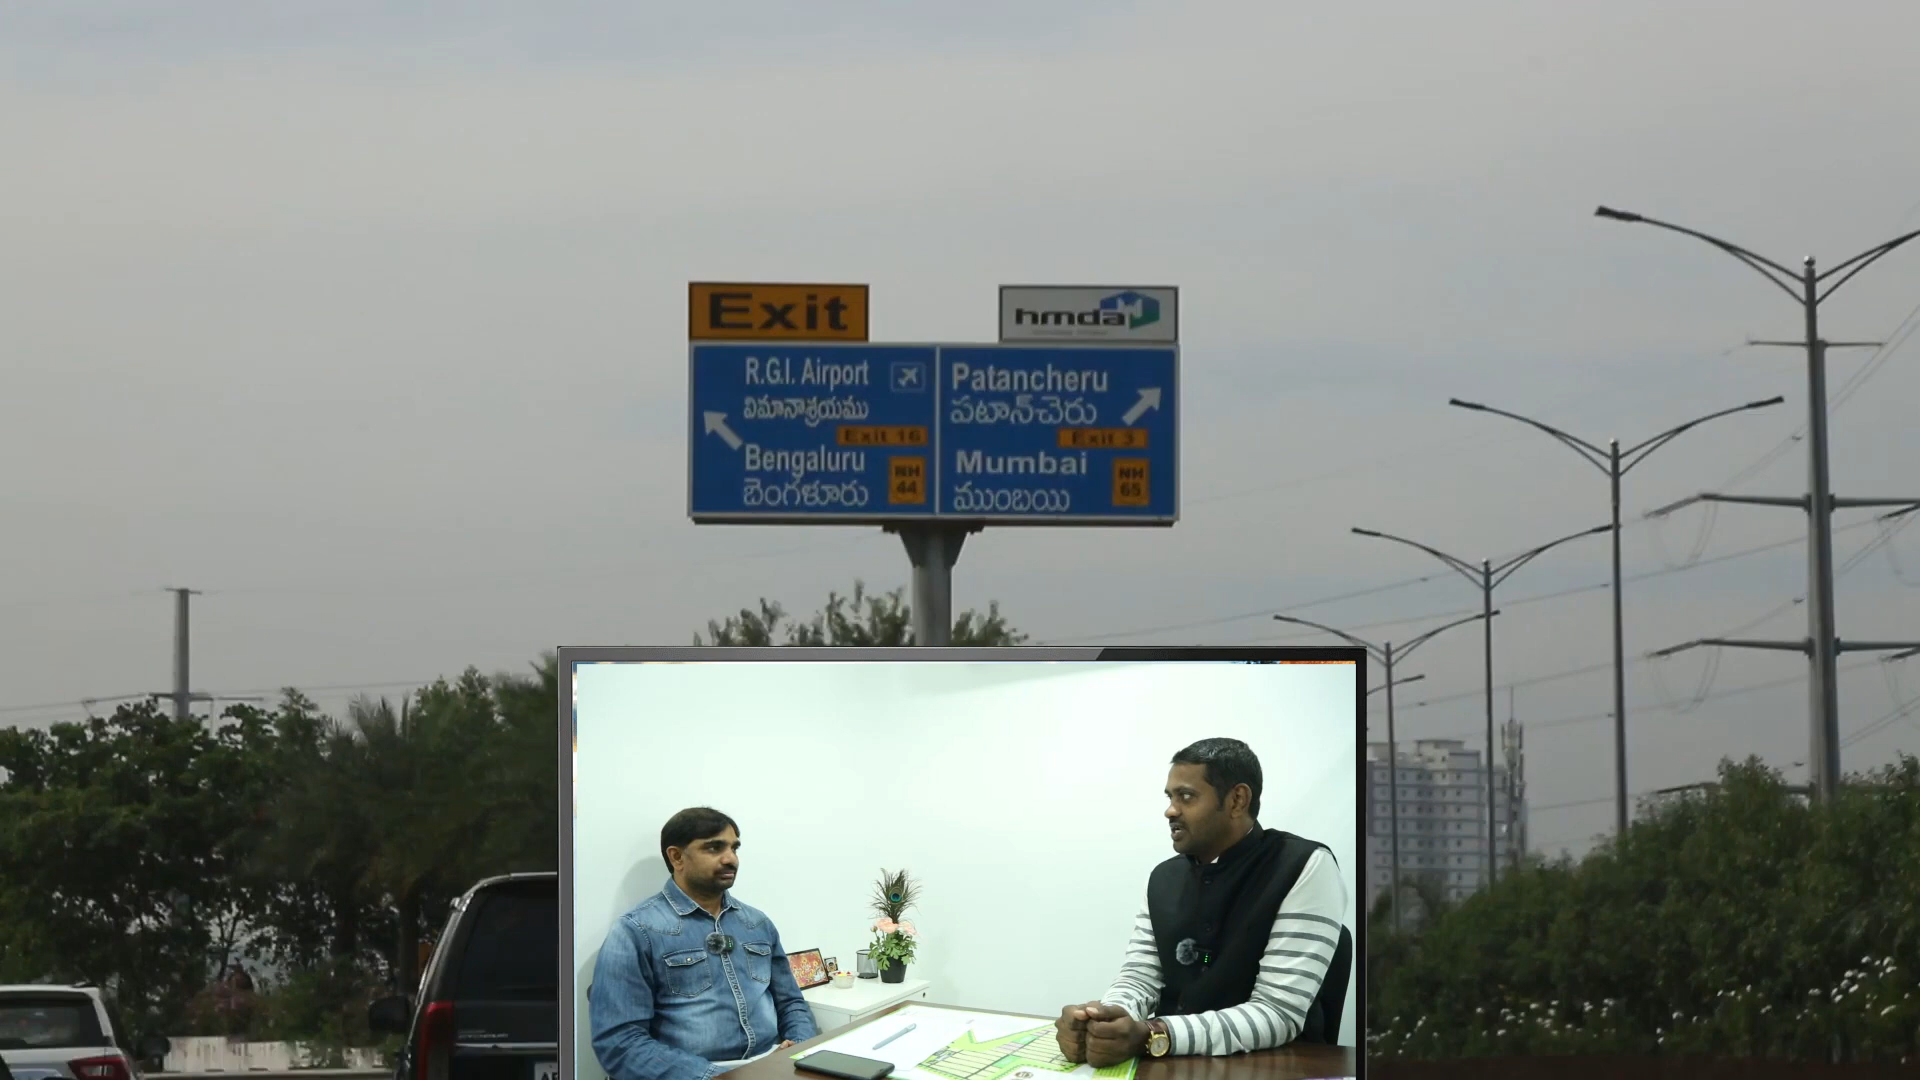 Exit
hmda
R.G.I. Airport
విమానాశ్రయము
Exit 16
Bengaluru
NH
44
బెంగళూరు
Patancheru
పటాన్‌చెరు
Exit 3
Mumbai
NH
65
ముంబయి